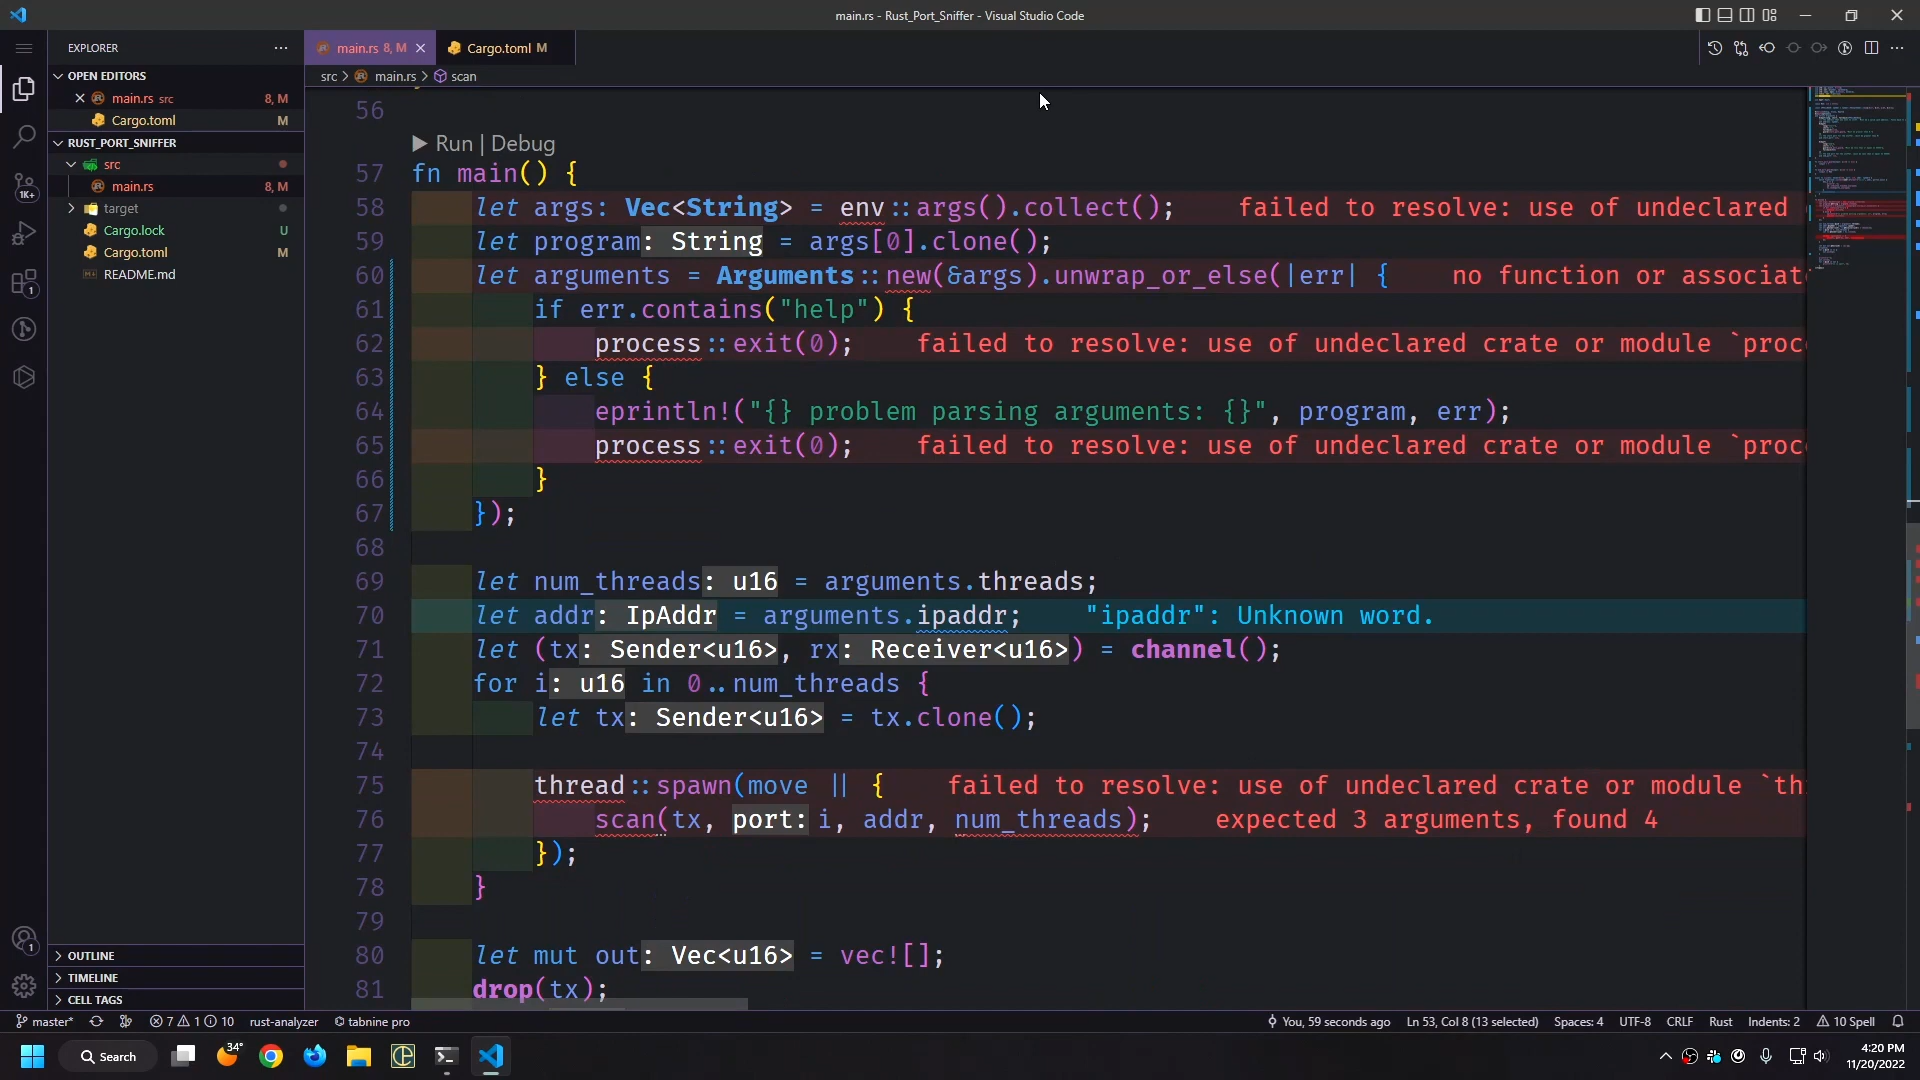 main.rs - Rust_Port_Sniffer - Visual Studio Code
EXPLORER
OPEN EDITORS
main.rs src 8, M
Cargo.toml M
RUST_PORT_SNIFFER
src
main.rs 8, M
target
Cargo.lock U
Cargo.toml M
README.md
OUTLINE
TIMELINE
CELL TAGS
1K+
1
1
main.rs 8, M
Cargo.toml M
src > main.rs > scan
56
Run | Debug
57 fn main() {
58 let args: Vec<String> = env::args().collect(); failed to resolve: use of undeclared
59 let program: String = args[0].clone();
60 let arguments = Arguments::new(&args).unwrap_or_else(|err| { no function or associat
61 if err.contains("help") {
62 process::exit(0); failed to resolve: use of undeclared crate or module `proc
63 } else {
64 eprintln!("{} problem parsing arguments: {}", program, err);
65 process::exit(0); failed to resolve: use of undeclared crate or module `proc
66 }
67 });
68
69 let num_threads: u16 = arguments.threads;
70 let addr: IpAddr = arguments.ipaddr; "ipaddr": Unknown word.
71 let (tx: Sender<u16>, rx: Receiver<u16>) = channel();
72 for i: u16 in 0..num_threads {
73 let tx: Sender<u16> = tx.clone();
74
75 thread::spawn(move || { failed to resolve: use of undeclared crate or module `th
76 scan(tx, port: i, addr, num_threads); expected 3 arguments, found 4
77 });
78 }
79
80 let mut out: Vec<u16> = vec![];
81 drop(tx);
master* 7 1 10 rust-analyzer tabnine pro
You, 59 seconds ago Ln 53, Col 8 (13 selected) Spaces: 4 UTF-8 CRLF Rust Indents: 2 10 Spell
Search
34°
4:20 PM
11/20/2022